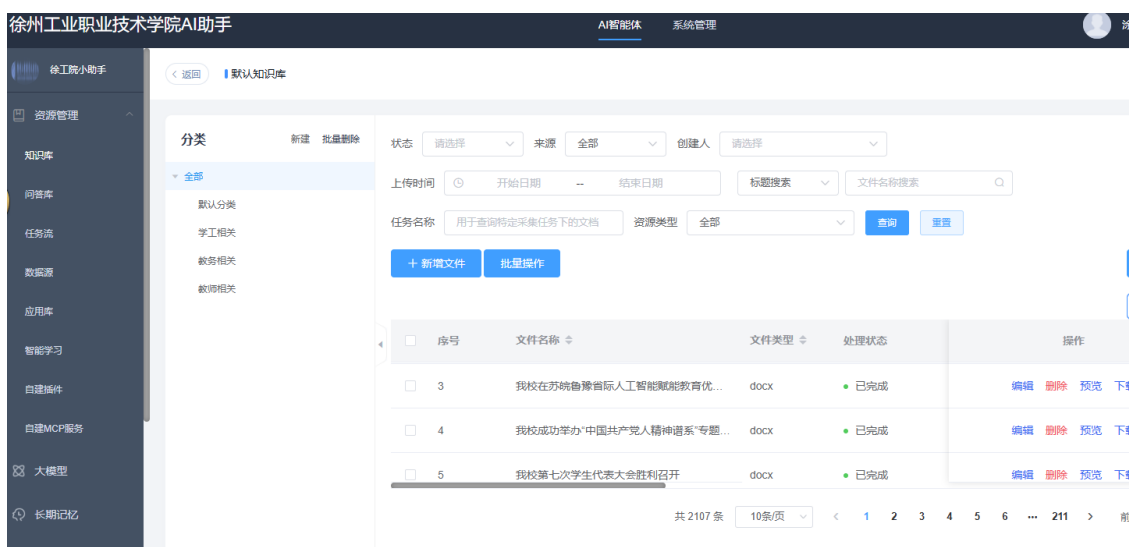 徐州工业职业技术学院AI助手 AI智能体 系统管理
徐工院小助手
资源管理
知识库
问答库
任务流
数据源
应用库
智能学习
自建插件
自建MCP服务
大模型
长期记忆
返回 默认知识库
分类 新建 批量删除
全部
默认分类
学工相关
教务相关
教师相关
状态 请选择 来源 全部 创建人 请选择
上传时间 开始日期 -- 结束日期 标题搜索 文件名称搜索
任务名称 用于查询特定采集任务下的文档 资源类型 全部 查询 重置
+ 新增文件 批量操作
序号 文件名称 文件类型 处理状态 操作
3 我校在苏皖鲁豫省际人工智能赋能教育优... docx 已完成 编辑 删除 预览 下载
4 我校成功举办“中国共产党人精神谱系”专题... docx 已完成 编辑 删除 预览 下载
5 我校第七次学生代表大会胜利召开 docx 已完成 编辑 删除 预览 下载
共 2107 条 10条/页 < 1 2 3 4 5 6 ... 211 > 前